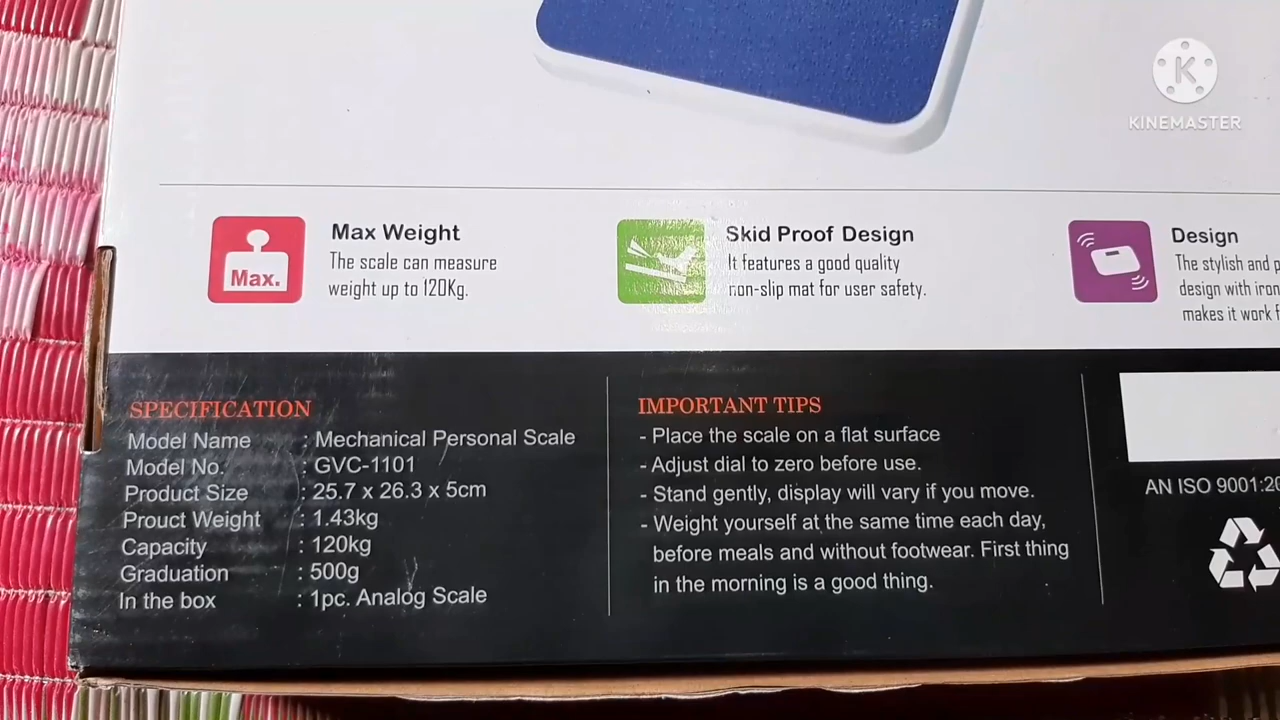 KINEMASTER
Max.
Max Weight
The scale can measure
weight up to 120Kg.
Skid Proof Design
It features a good quality
non-slip mat for user safety.
Design
The stylish and
design with iron
makes it work
SPECIFICATION
Model Name : Mechanical Personal Scale
Model No. : GVC-1101
Product Size : 25.7 x 26.3 x 5cm
Prouct Weight : 1.43kg
Capacity : 120kg
Graduation : 500g
In the box : 1pc. Analog Scale
IMPORTANT TIPS
- Place the scale on a flat surface
- Adjust dial to zero before use.
- Stand gently, display will vary if you move.
- Weight yourself at the same time each day,
before meals and without footwear. First thing
in the morning is a good thing.
AN ISO 9001:20